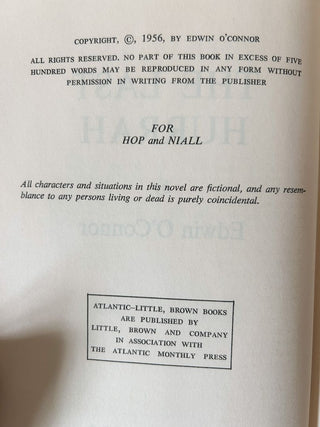 COPYRIGHT, ©, 1956, BY EDWIN O'CONNOR
ALL RIGHTS RESERVED. NO PART OF THIS BOOK IN EXCESS OF FIVE
HUNDRED WORDS MAY BE REPRODUCED IN ANY FORM WITHOUT
PERMISSION IN WRITING FROM THE PUBLISHER
FOR
HOP and NIALL
All characters and situations in this novel are fictional, and any resem-
blance to any persons living or dead is purely coincidental.
Edwin O'Connor
ATLANTIC–LITTLE, BROWN BOOKS
ARE PUBLISHED BY
LITTLE, BROWN AND COMPANY
IN ASSOCIATION WITH
THE ATLANTIC MONTHLY PRESS